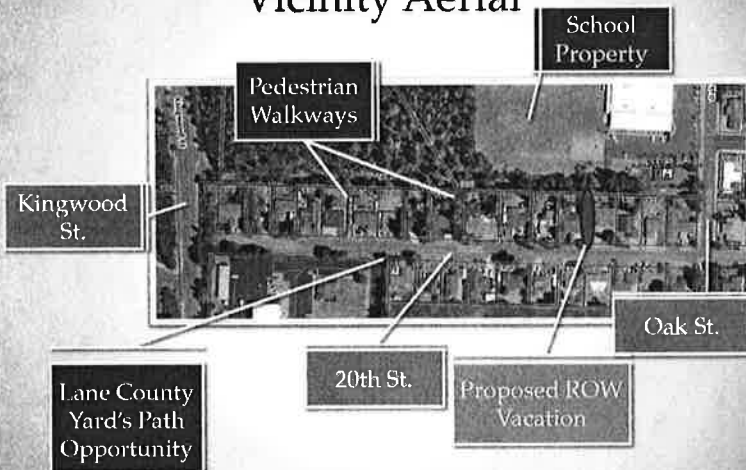 Vicinity Aerial
School
Property
Pedestrian
Walkways
Kingwood
St.
Oak St.
20th St.
Proposed ROW
Vacation
Lane County
Yard's Path
Opportunity